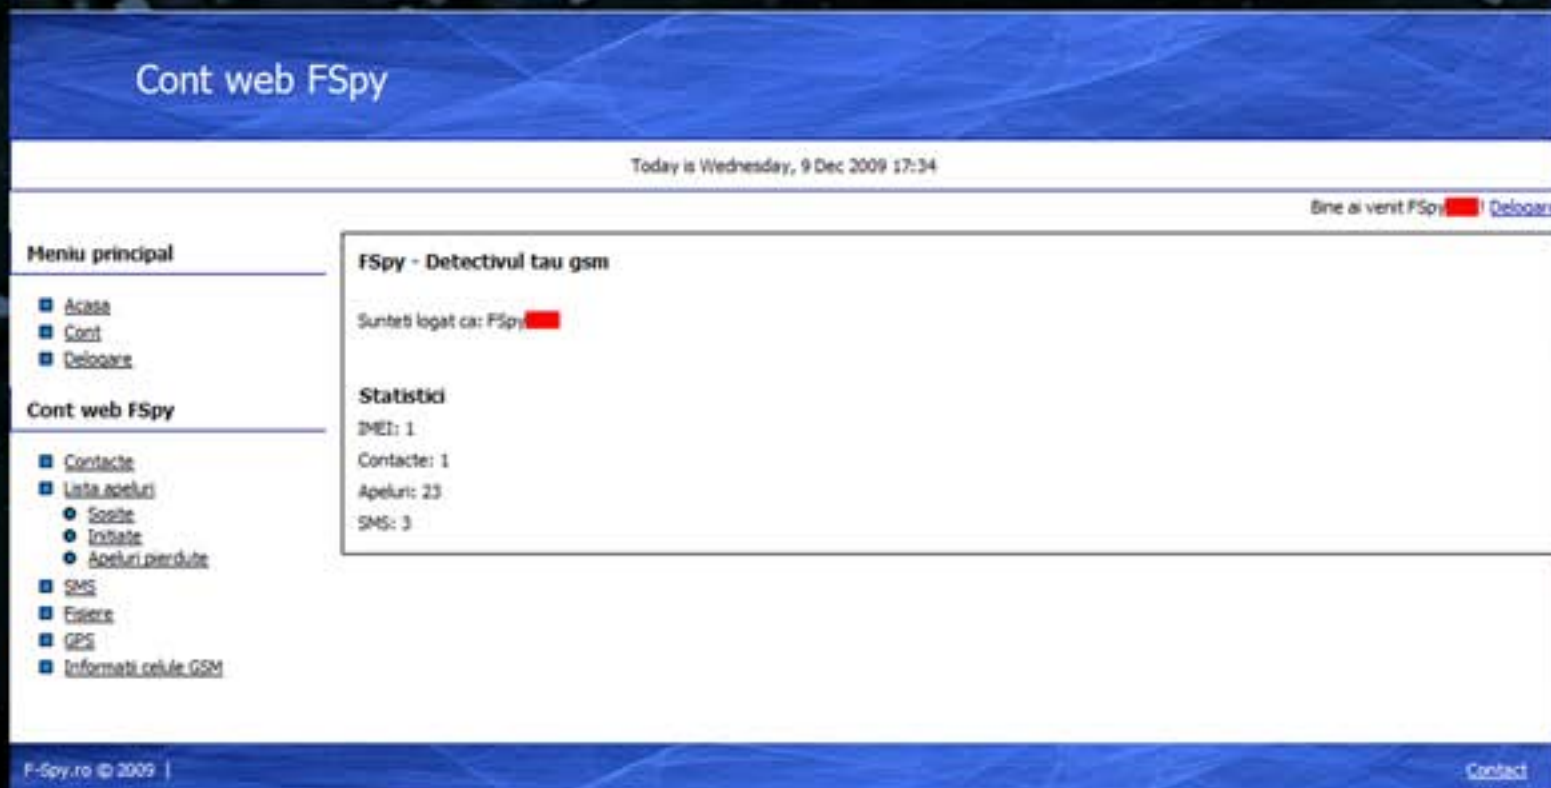 Cont web FSpy
Today is Wednesday, 9 Dec 2009 17:34
Bine ai venit FSpy ! Delogare
Meniu principal
Acasa
Cont
Delogare
Cont web FSpy
Contacte
Lista apeluri
Sosite
Initiate
Apeluri pierdute
SMS
Fisiere
GPS
Informatii celule GSM
FSpy - Detectivul tau gsm
Sunteti logat ca: FSpy
Statistici
IMEI: 1
Contacte: 1
Apeluri: 23
SMS: 3
F-Spy.ro © 2009 |
Contact